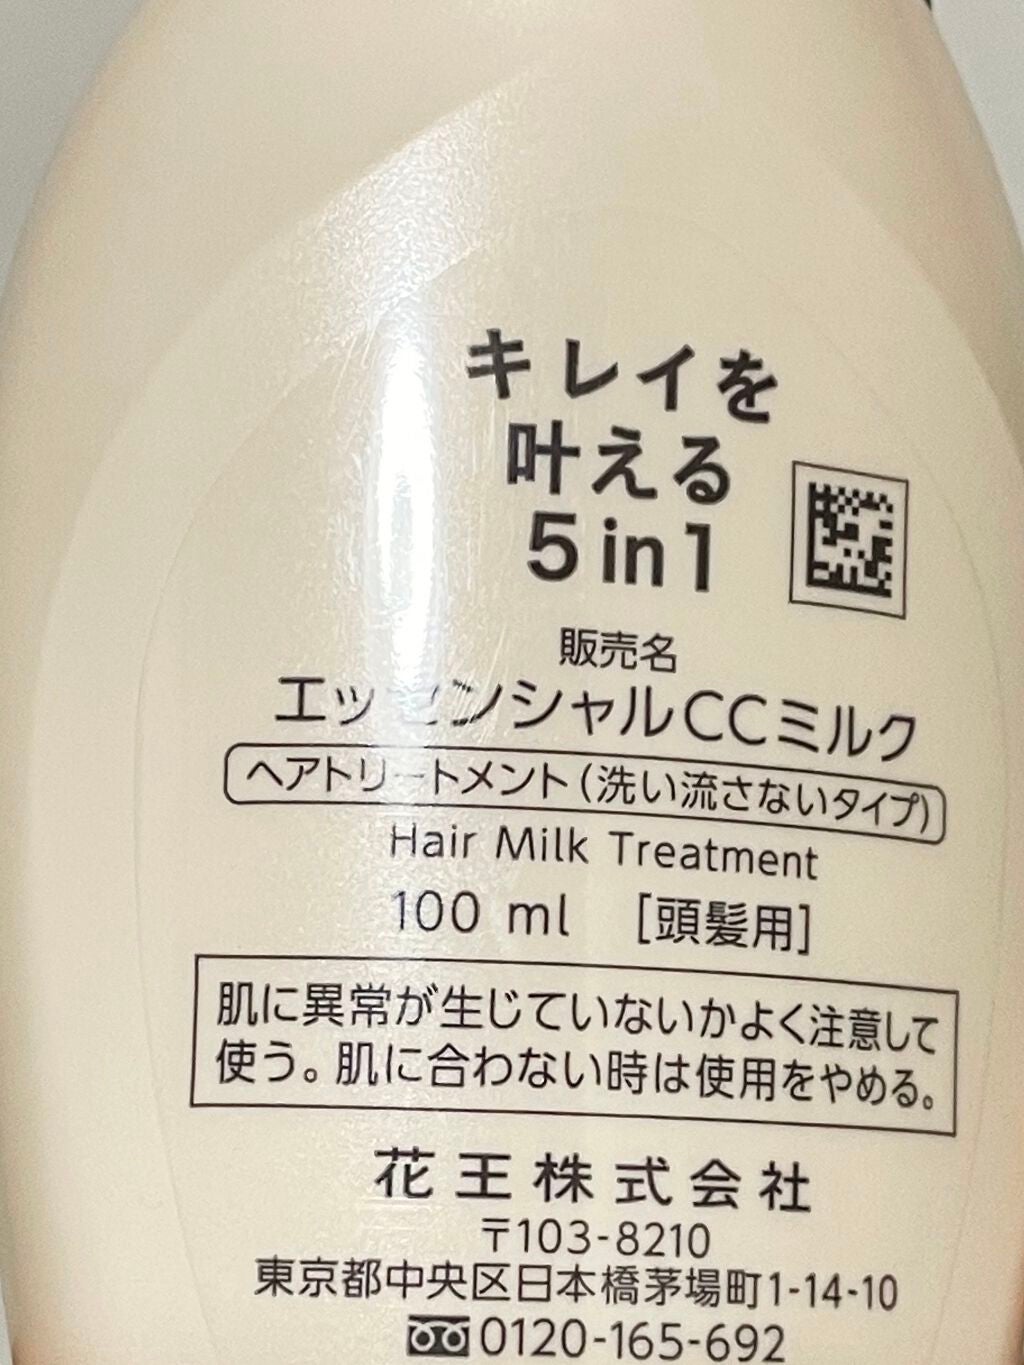 キレイを
叶える
5 in 1
販売名
エッセンシャルCCミルク
ヘアトリートメント(洗い流さないタイプ)
Hair Milk Treatment
100 ml [頭髪用]
肌に異常が生じていないかよく注意して
使う。肌に合わない時は使用をやめる。
花王株式会社
〒103-8210
東京都中央区日本橋茅場町1-14-10
0120-165-692